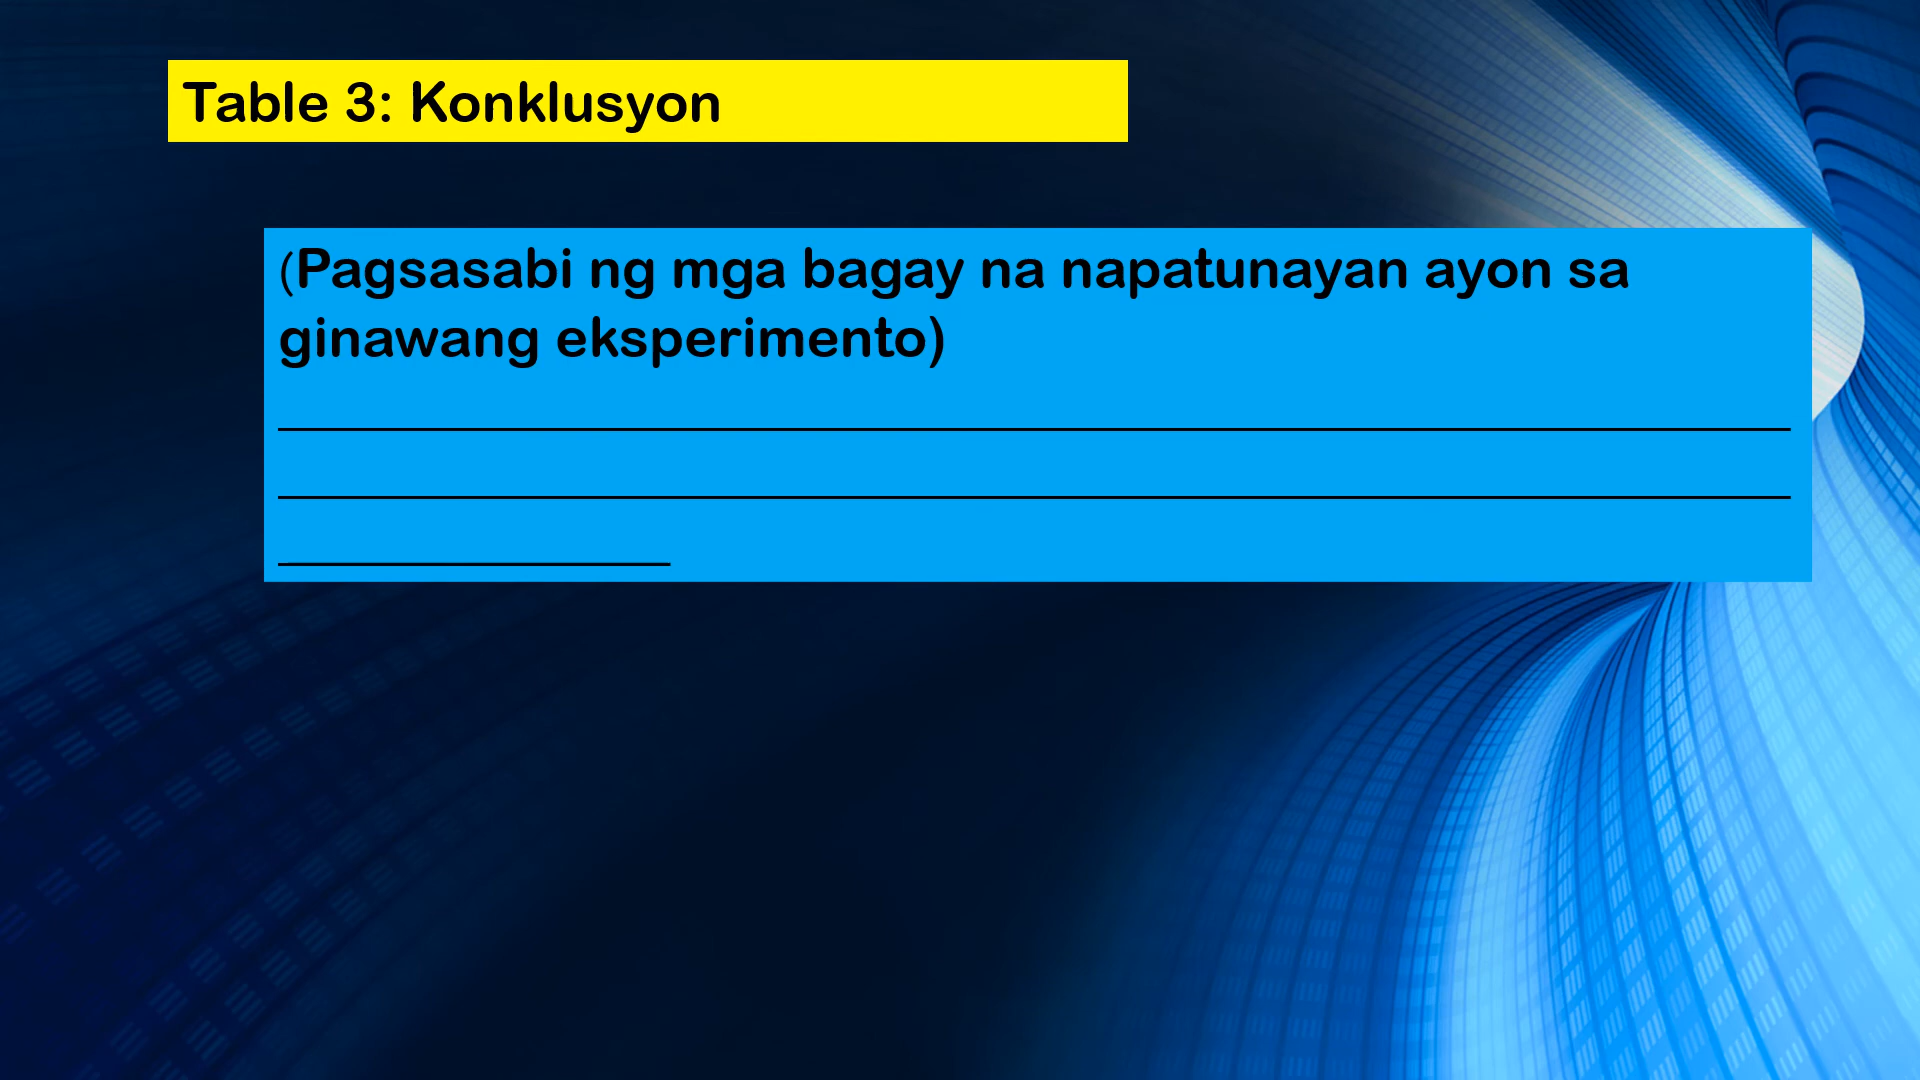 Table 3: Konklusyon
(Pagsasabi ng mga bagay na napatunayan ayon sa
ginawang eksperimento)